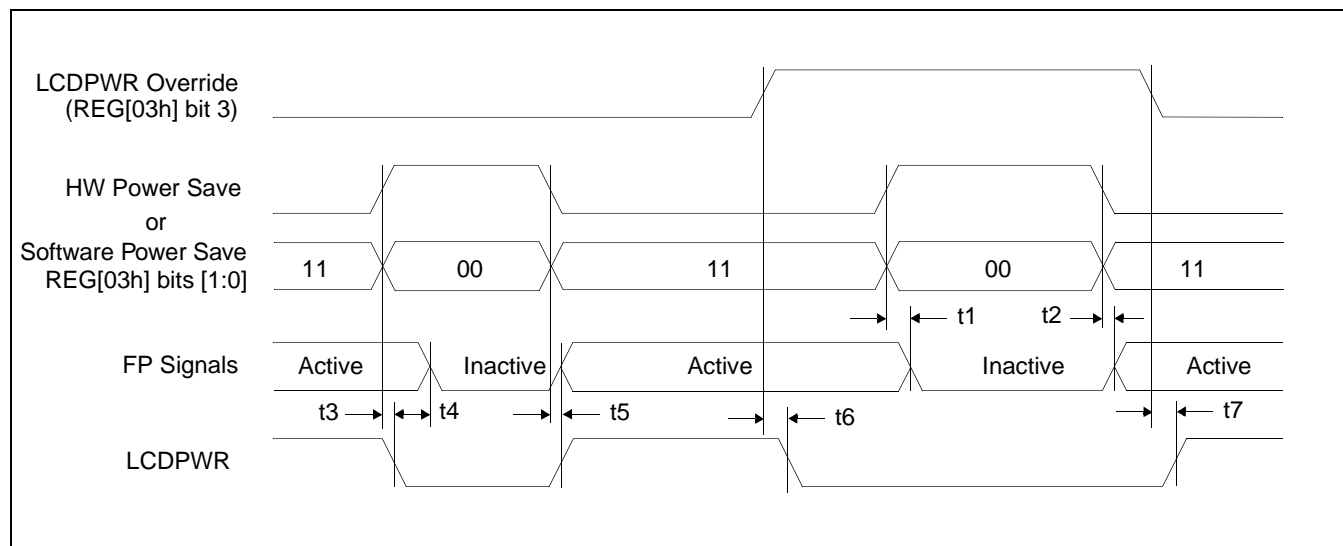 LCDPWR Override
(REG[03h] bit 3)
HW Power Save
or
Software Power Save
REG[03h] bits [1:0]
11
00
11
00
11
t1
t2
FP Signals
Active
Inactive
Active
Inactive
Active
t3
t4
t5
t6
t7
LCDPWR